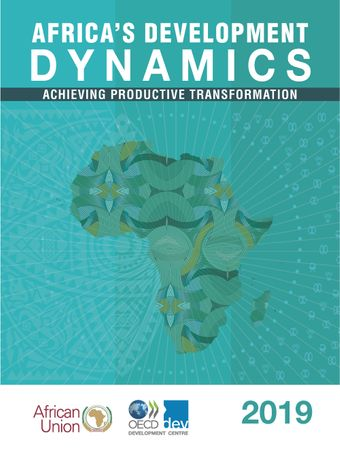 AFRICA'S DEVELOPMENT
DYNAMICS
ACHIEVING PRODUCTIVE TRANSFORMATION
African
Union
OECD
DEVELOPMENT CENTRE
dev
2019